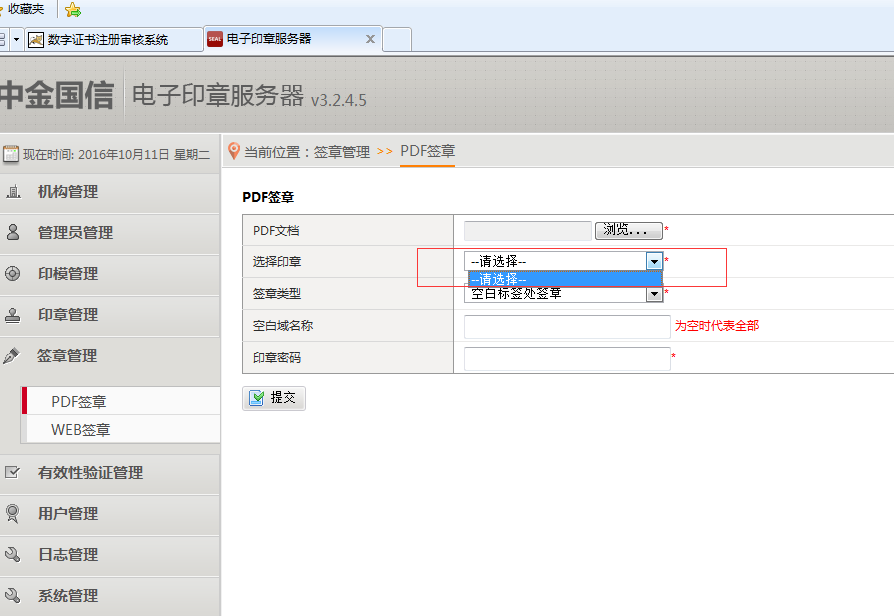 收藏夹
数字证书注册审核系统
SEAL 电子印章服务器 x
中金国信 电子印章服务器 v3.2.4.5
现在时间: 2016年10月11日 星期二
当前位置：签章管理 >> PDF签章
机构管理
管理员管理
印模管理
印章管理
签章管理
PDF签章
WEB签章
有效性验证管理
用户管理
日志管理
系统管理
PDF签章
PDF文档 浏览... *
选择印章 --请选择-- *
--请选择--
签章类型 空白标签处签章 *
空白域名称 为空时代表全部
印章密码 *
提交